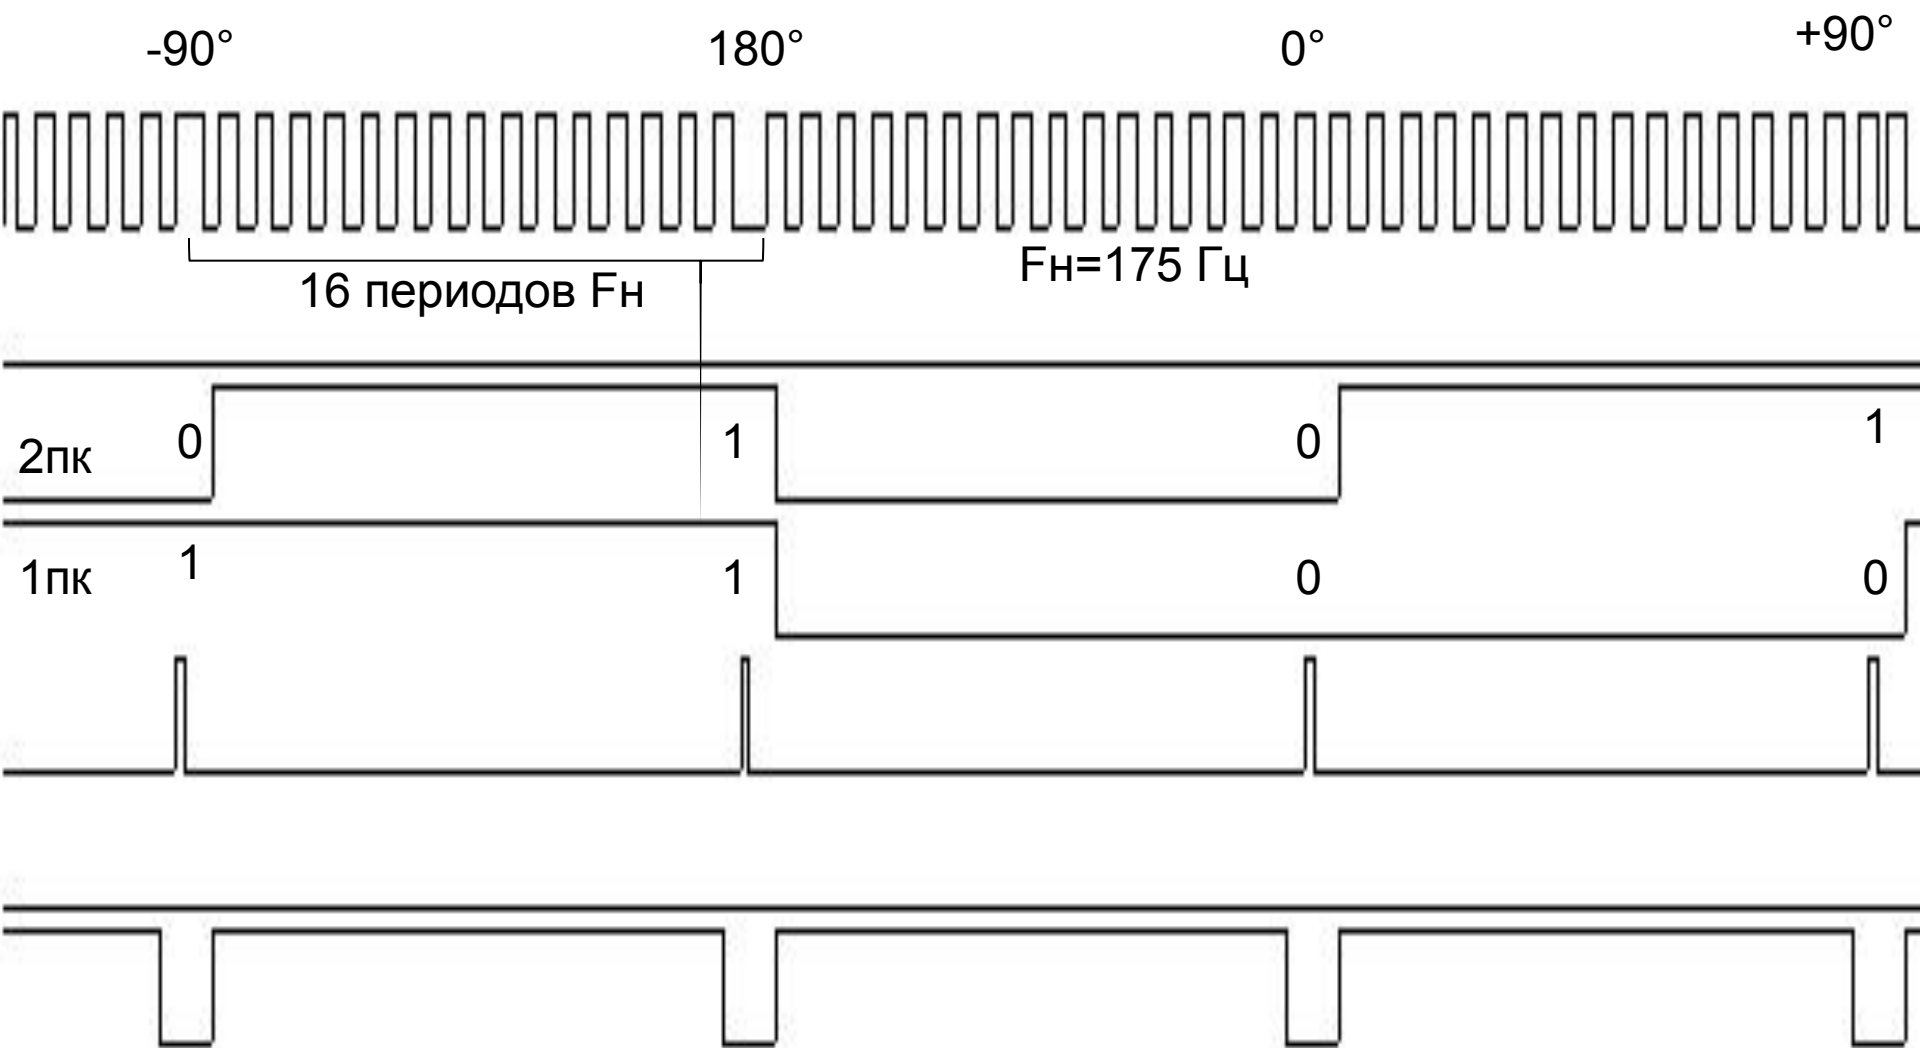 -90° 180° 0° +90°
16 периодов Fн
Fн=175 Гц
2пк 0 1 0 1
1пк 1 1 0 0